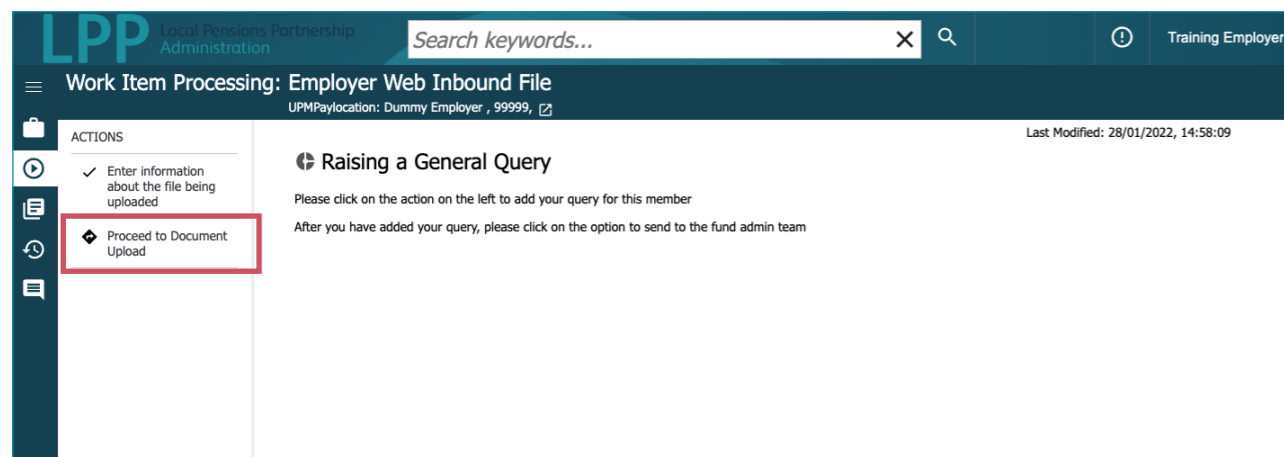 LPP Local Pensions Partnership
Administration
Search keywords...
Training Employer
Work Item Processing: Employer Web Inbound File
UPMPaylocation: Dummy Employer , 99999,
ACTIONS
Last Modified: 28/01/2022, 14:58:09
Enter information
about the file being
uploaded
Proceed to Document
Upload
Raising a General Query
Please click on the action on the left to add your query for this member
After you have added your query, please click on the option to send to the fund admin team